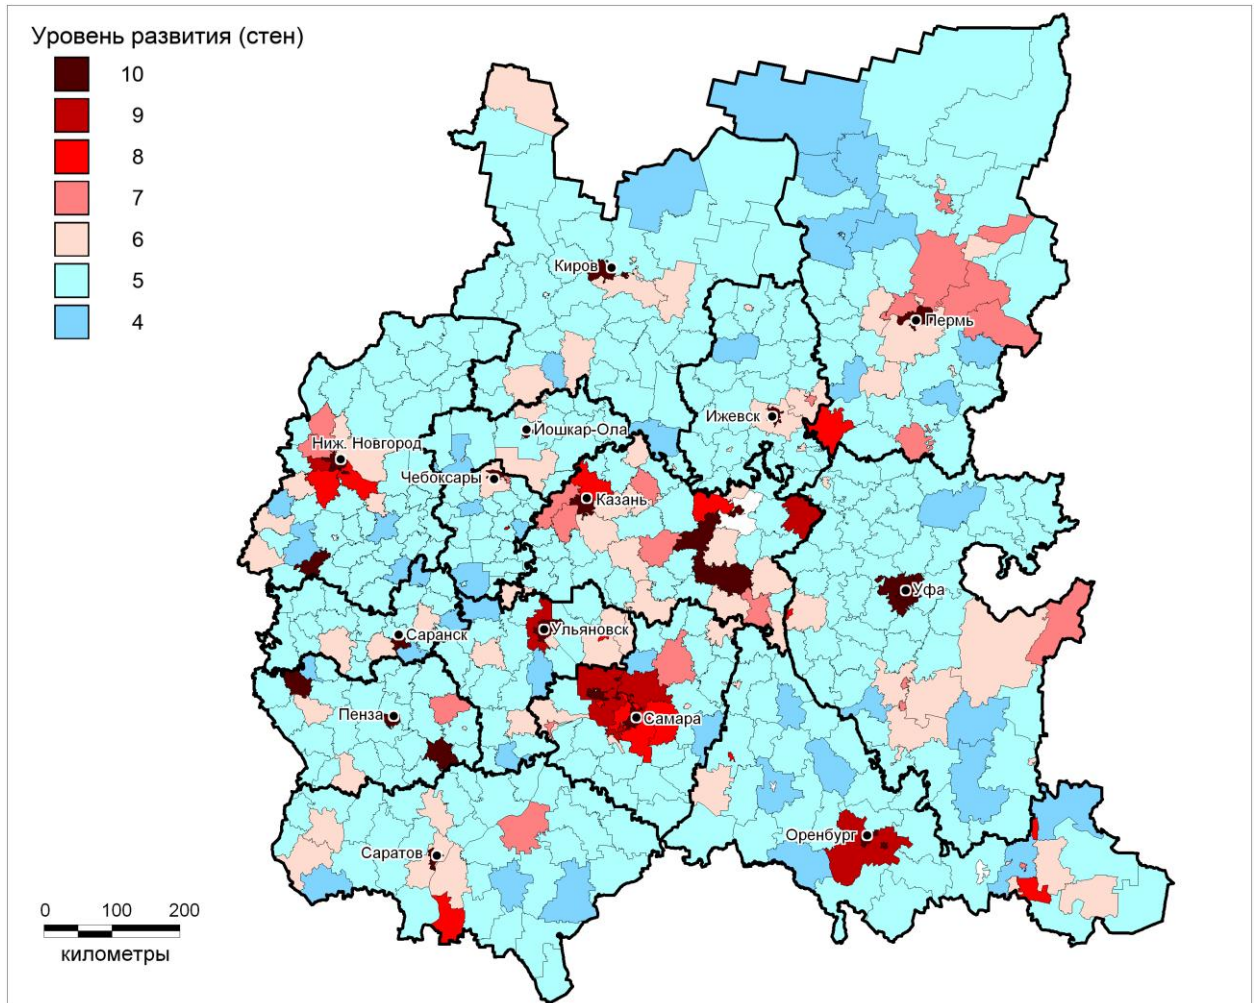 Уровень развития (стен)
10
9
8
7
6
5
4
Киров
Пермь
Ижевск
Йошкар-Ола
Ниж. Новгород
Чебоксары
Казань
Уфа
Ульяновск
Саранск
Пенза
Самара
Оренбург
Саратов
0 100 200
километры